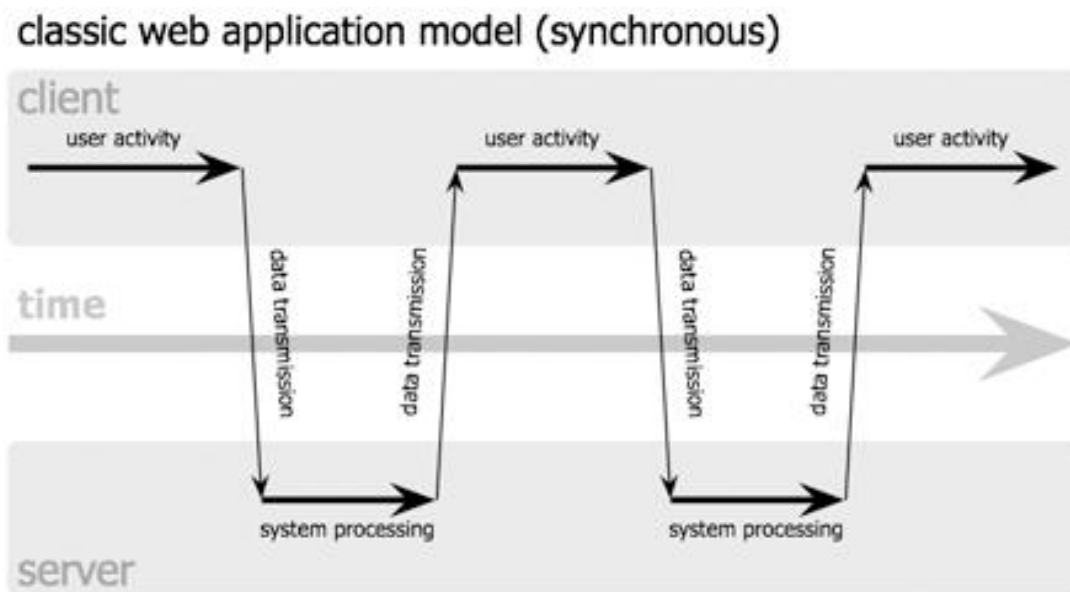 classic web application model (synchronous)
client
user activity
user activity
user activity
data transmission
data transmission
data transmission
data transmission
time
system processing
system processing
server